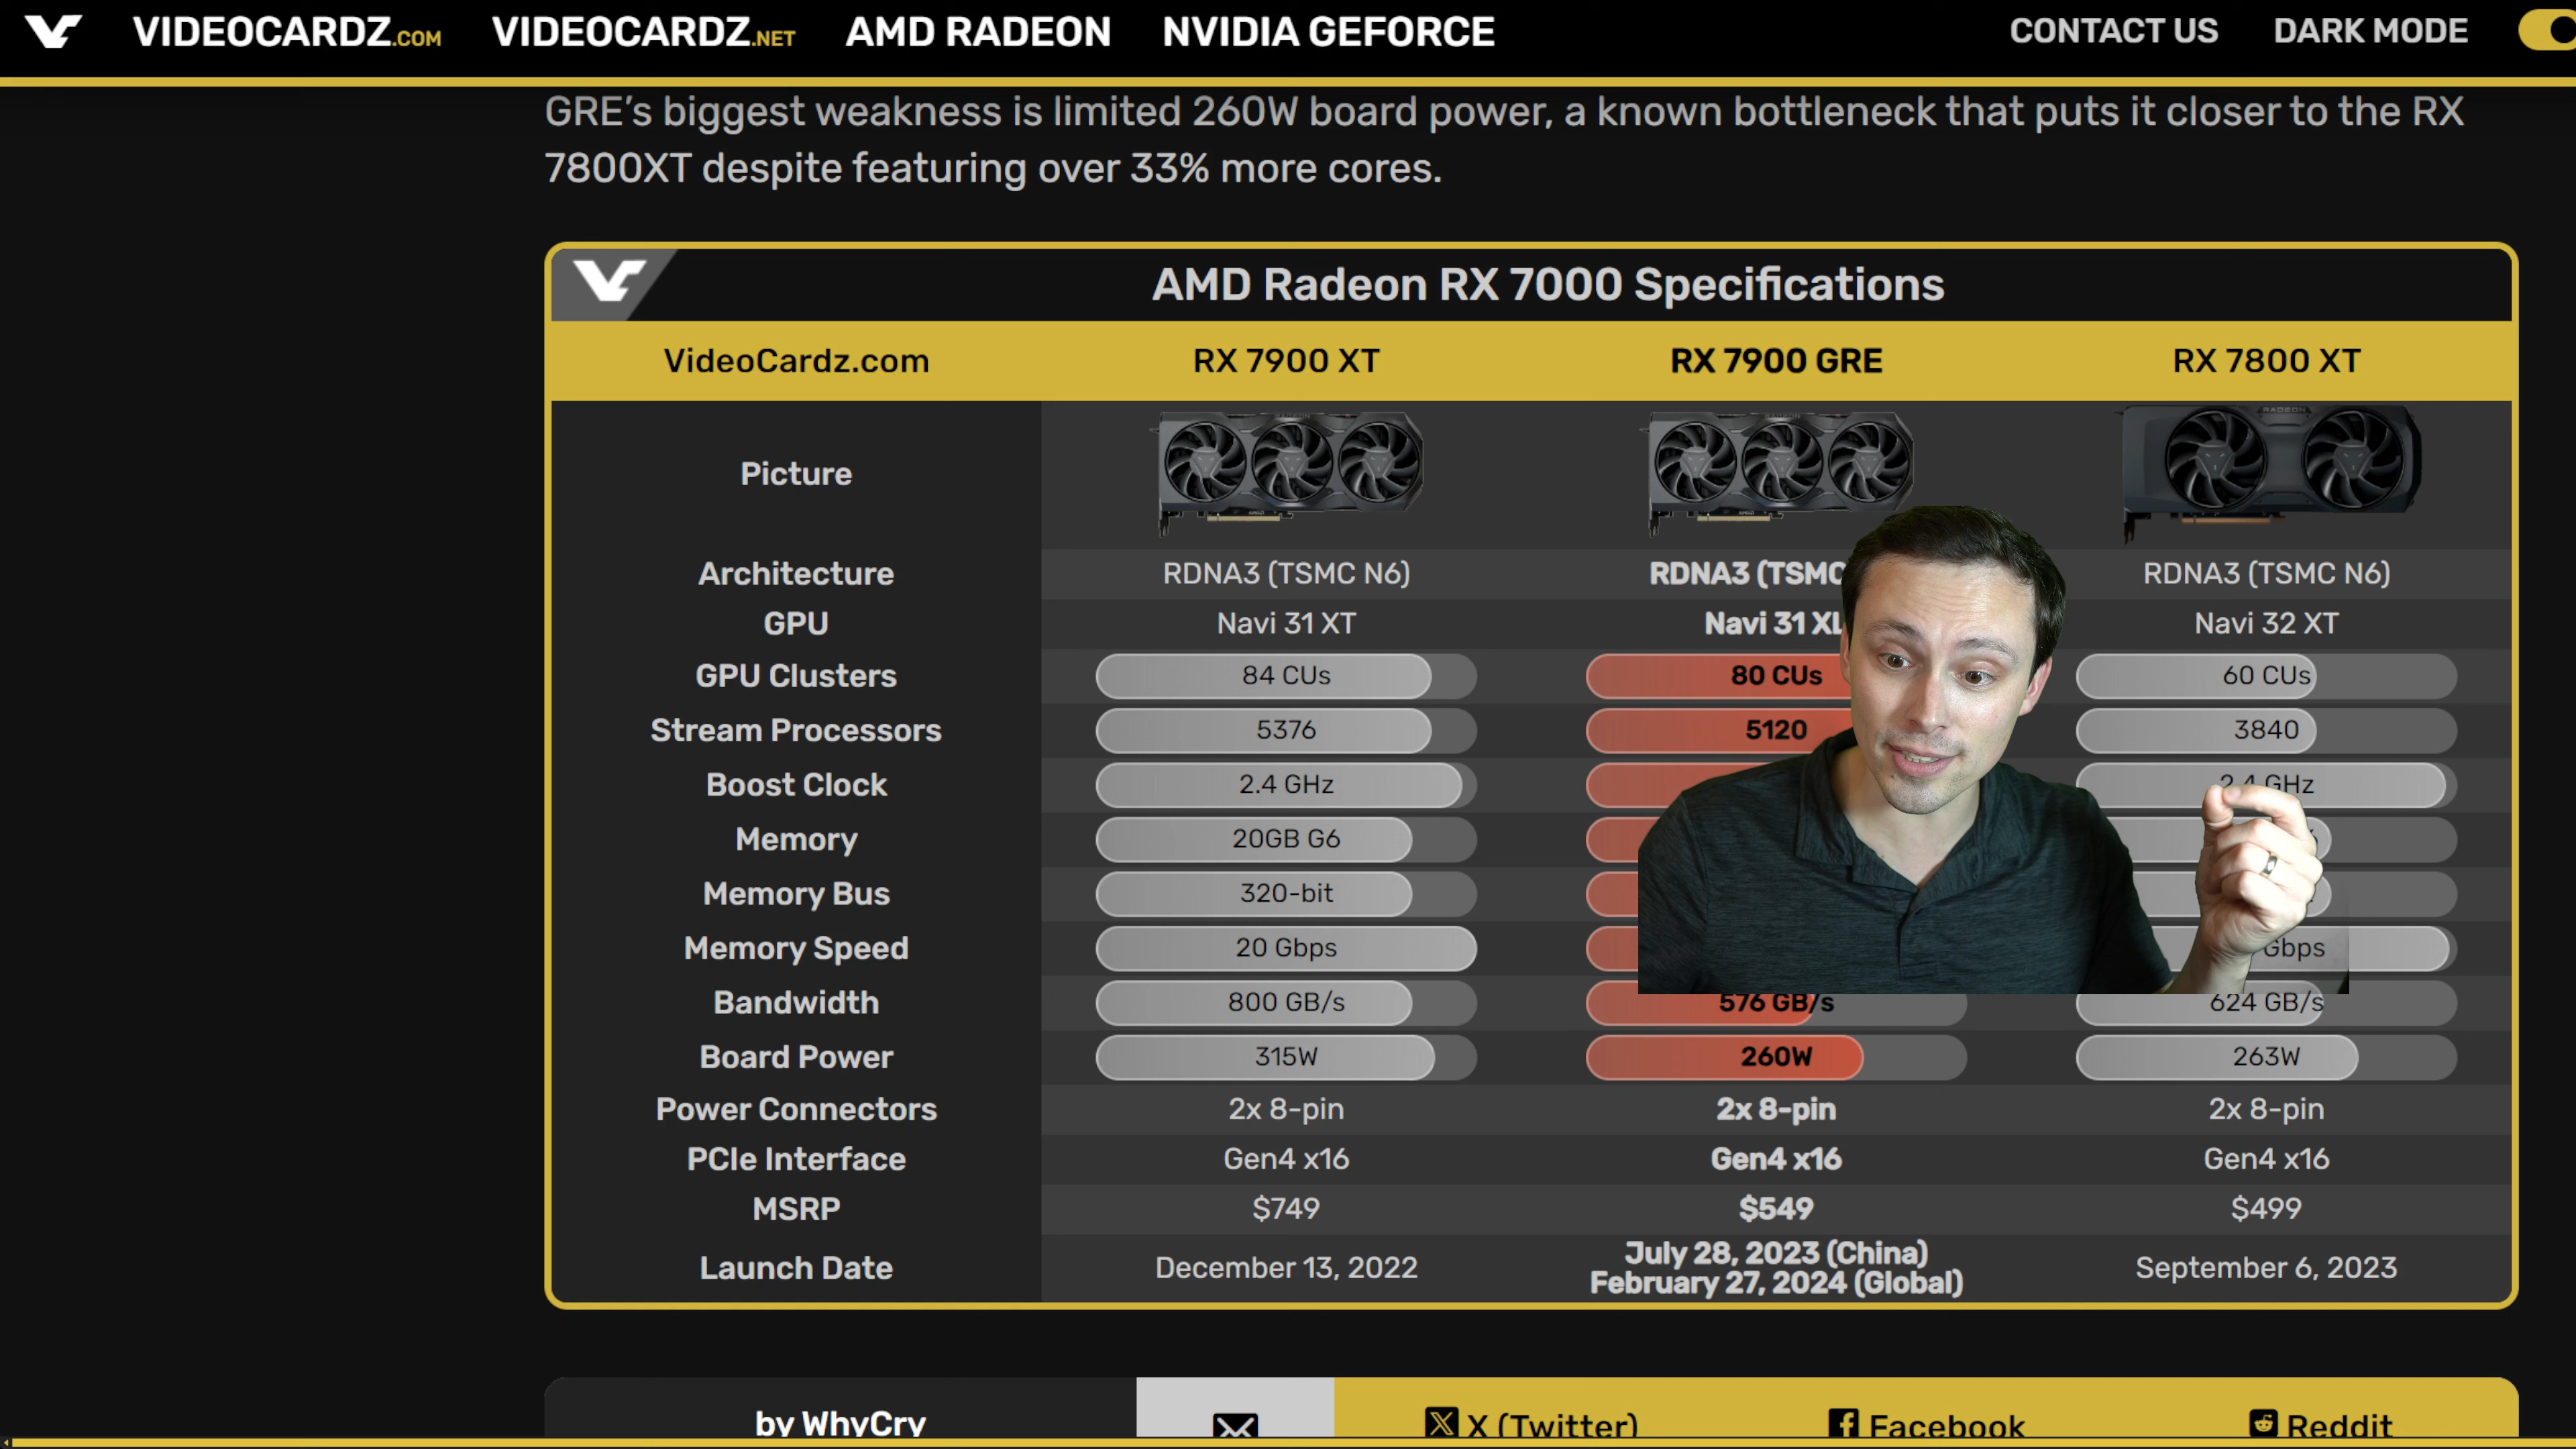 VIDEOCARDZ.COM VIDEOCARDZ.NET AMD RADEON NVIDIA GEFORCE CONTACT US DARK MODE
GRE's biggest weakness is limited 260W board power, a known bottleneck that puts it closer to the RX
7800XT despite featuring over 33% more cores.
AMD Radeon RX 7000 Specifications
VideoCardz.com RX 7900 XT RX 7900 GRE RX 7800 XT
Picture
RADEON
Architecture RDNA3 (TSMC N6) RDNA3 (TSMC RDNA3 (TSMC N6)
GPU Navi 31 XT Navi 31 XL Navi 32 XT
GPU Clusters 84 CUs 80 CUs 60 CUs
Stream Processors 5376 5120 3840
Boost Clock 2.4 GHz 2.4 GHz
Memory 20GB G6
Memory Bus 320-bit
Memory Speed 20 Gbps Gbps
Bandwidth 800 GB/s 576 GB/s 624 GB/s
Board Power 315W 260W 263W
Power Connectors 2x 8-pin 2x 8-pin 2x 8-pin
PCIe Interface Gen4 x16 Gen4 x16 Gen4 x16
MSRP $749 $549 $499
Launch Date December 13, 2022 July 28, 2023 (China) September 6, 2023
February 27, 2024 (Global)
by WhyCry X (Twitter) Facebook Reddit